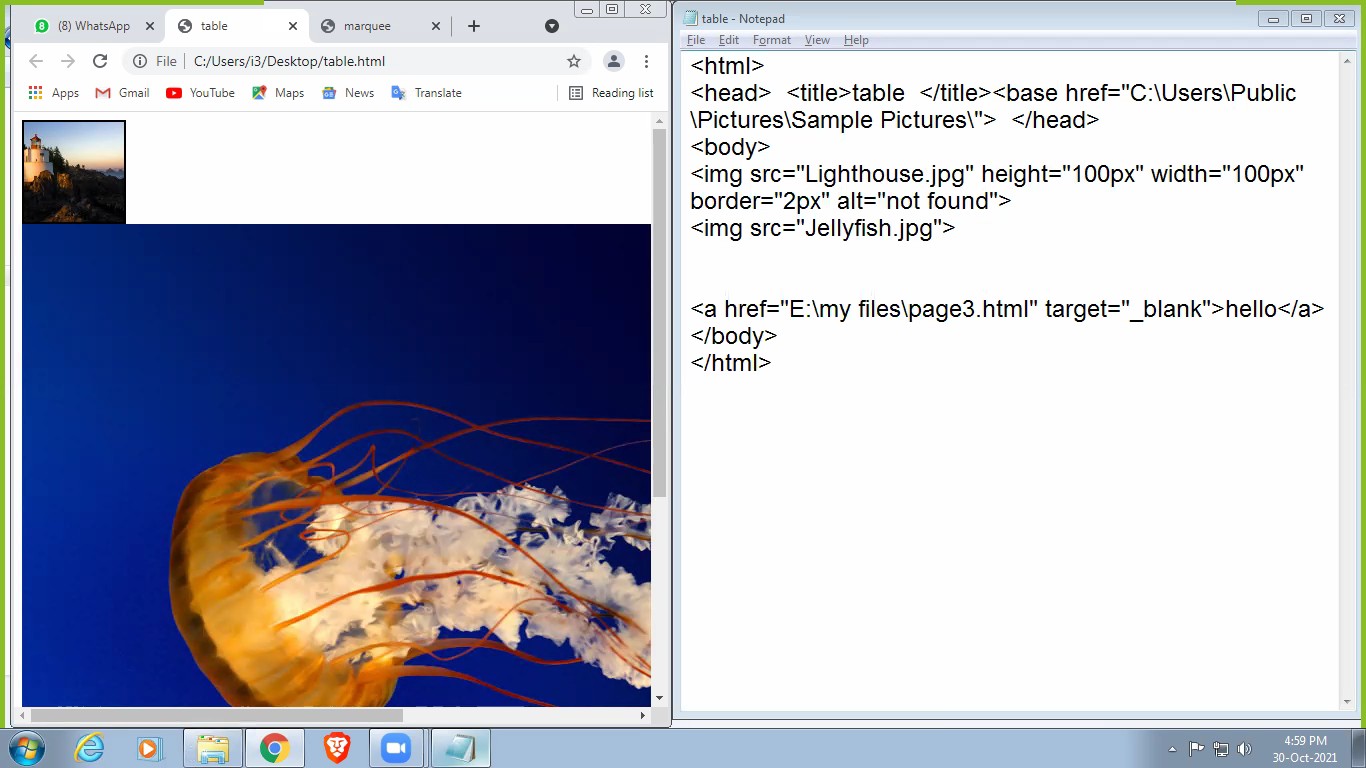 (8) WhatsApp
table
marquee
File
C:/Users/i3/Desktop/table.html
Apps
Gmail
YouTube
Maps
News
Translate
Reading list
table - Notepad
File Edit Format View Help
<html>
<head>  <title>table  </title><base href="C:\Users\Public
\Pictures\Sample Pictures\">  </head>
<body>
<img src="Lighthouse.jpg" height="100px" width="100px"
border="2px" alt="not found">
<img src="Jellyfish.jpg">
<a href="E:\my files\page3.html" target="_blank">hello</a>
</body>
</html>
4:59 PM
30-Oct-2021